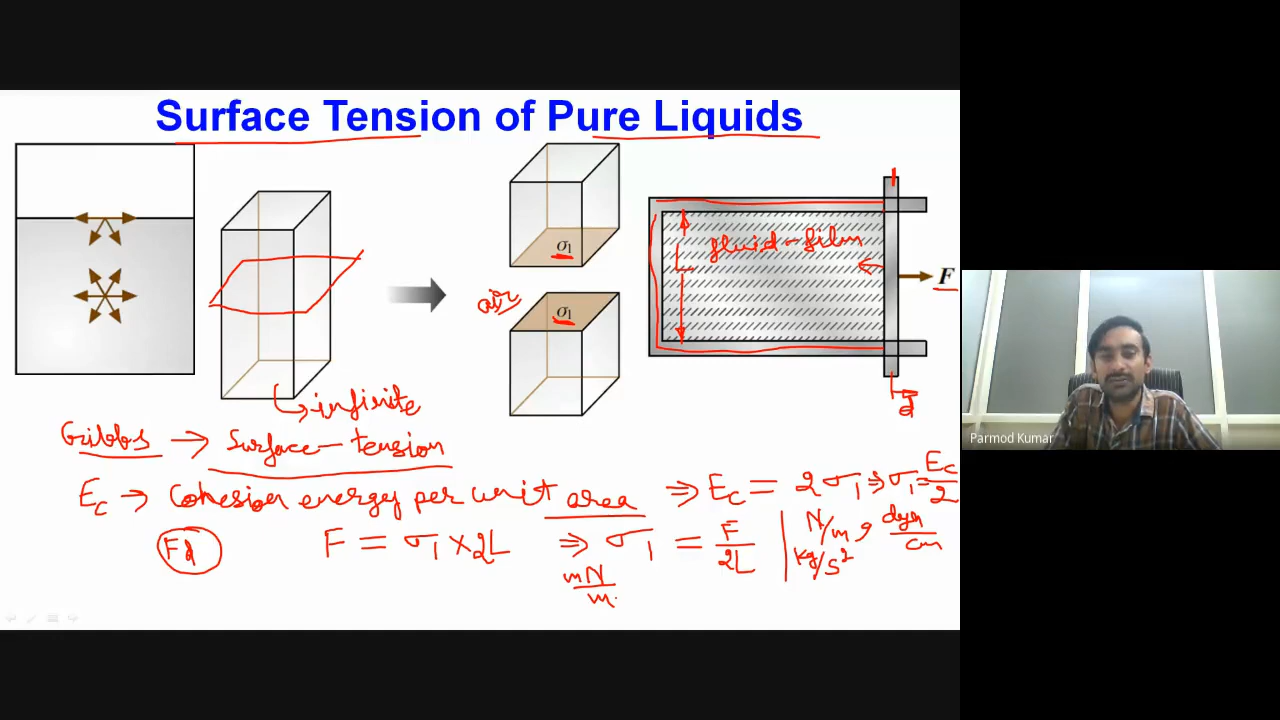 Surface Tension of Pure Liquids
σ₁
air
σ₁
L
fluid-film
F
d
→ infinite
Gibbs → Surface-tension
Ec → Cohesion energy per unit area ⇒ Ec = 2σ₁ ⇒ σ₁ = Ec/2
Fd
F = σ₁ × 2L ⇒ σ₁ = F/2L | N/m, dyn/cm
kg/s²
mN/m
Parmod Kumar